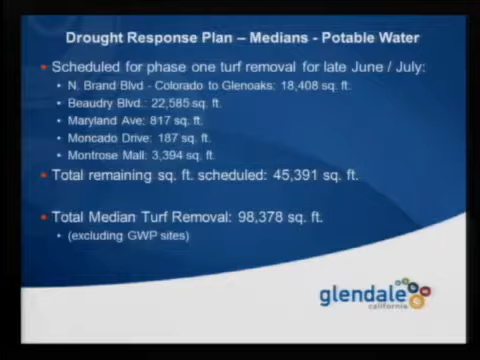 Drought Response Plan – Medians - Potable Water
• Scheduled for phase one turf removal for late June / July:
• N. Brand Blvd - Colorado to Glenoaks: 18,408 sq. ft.
• Beaudry Blvd.: 22,585 sq. ft.
• Maryland Ave: 817 sq. ft.
• Moncado Drive: 187 sq. ft.
• Montrose Mall: 3,394 sq. ft.
• Total remaining sq. ft. scheduled: 45,391 sq. ft.
• Total Median Turf Removal: 98,378 sq. ft.
• (excluding GWP sites)
glendale
california